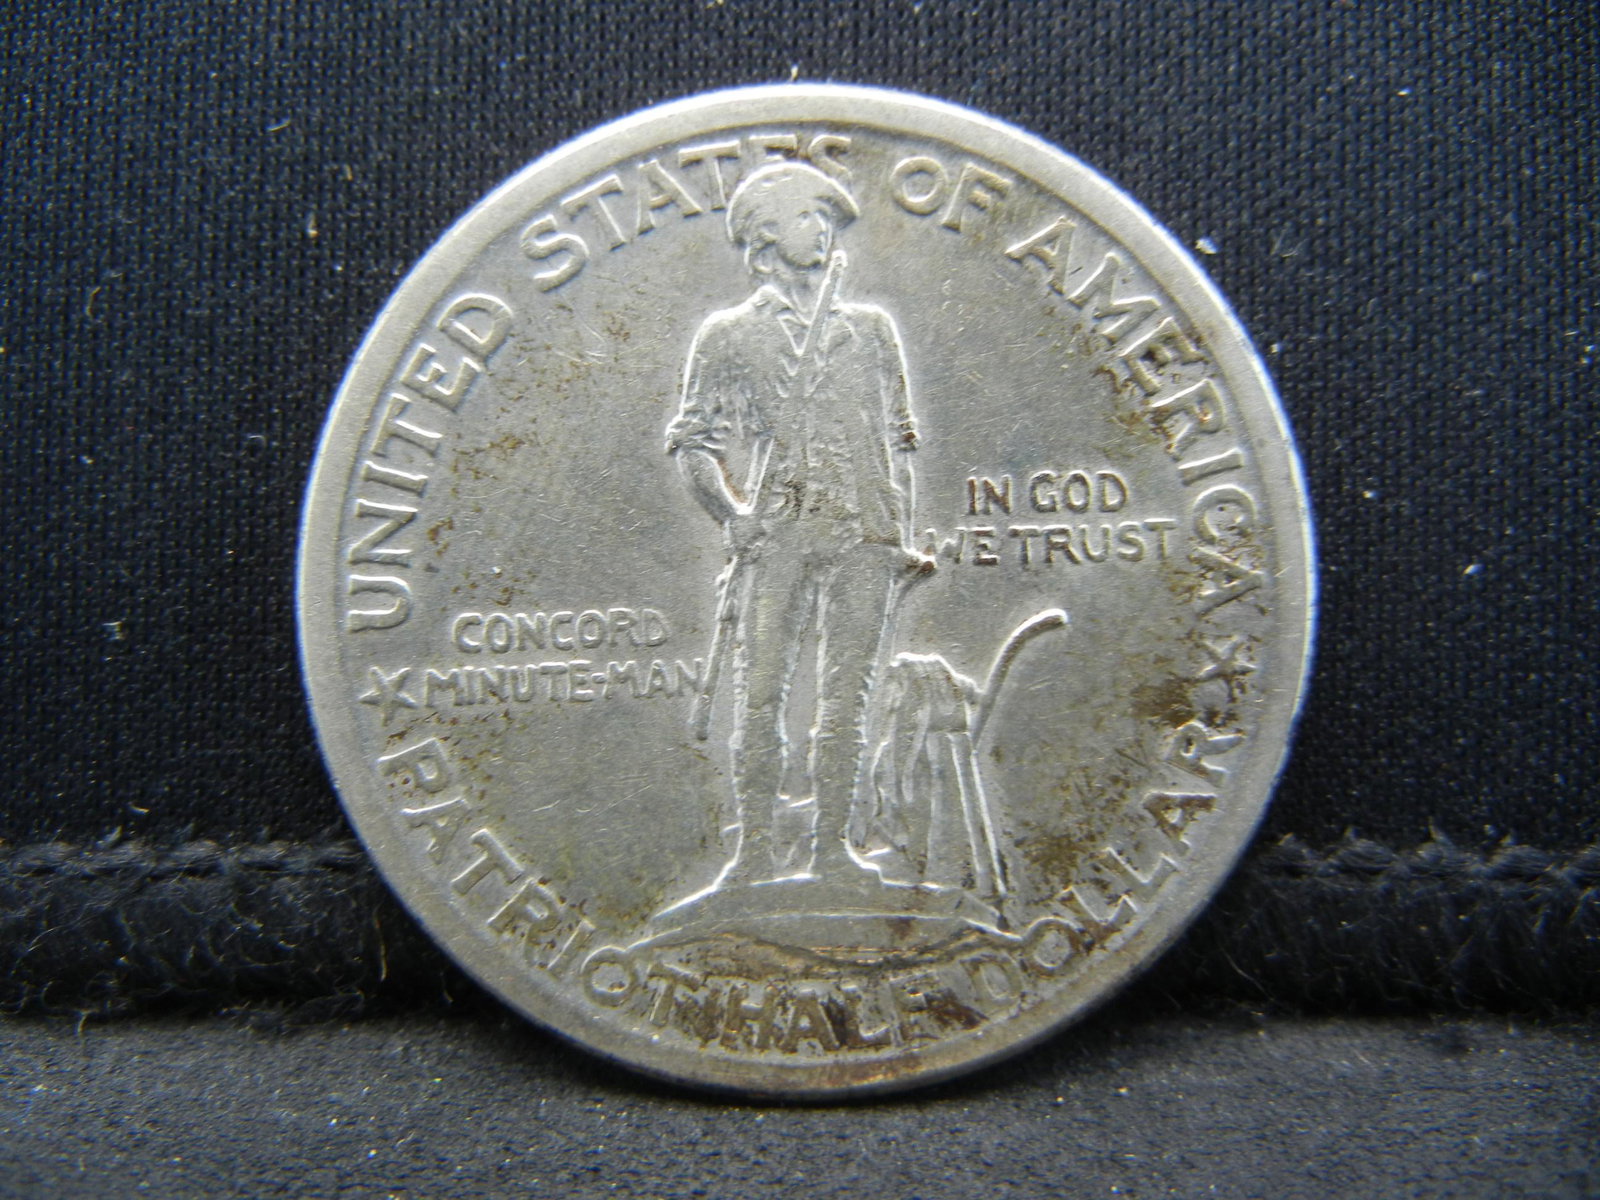 UNITED STATES OF AMERICA
IN GOD
WE TRUST
CONCORD
MINUTE-MAN
PATRIOT HALF DOLLAR